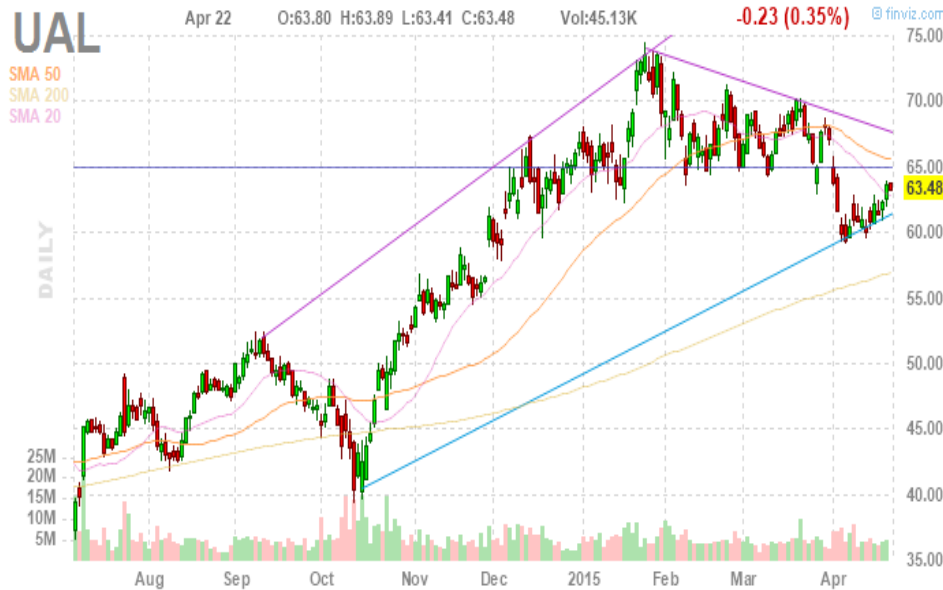 UAL
Apr 22 O:63.80 H:63.89 L:63.41 C:63.48 Vol:45.13K -0.23 (0.35%) © finviz.com
SMA 50
SMA 200
SMA 20
DAILY
75.00
70.00
65.00
63.48
60.00
55.00
50.00
45.00
40.00
35.00
25M
20M
15M
10M
5M
Aug Sep Oct Nov Dec 2015 Feb Mar Apr